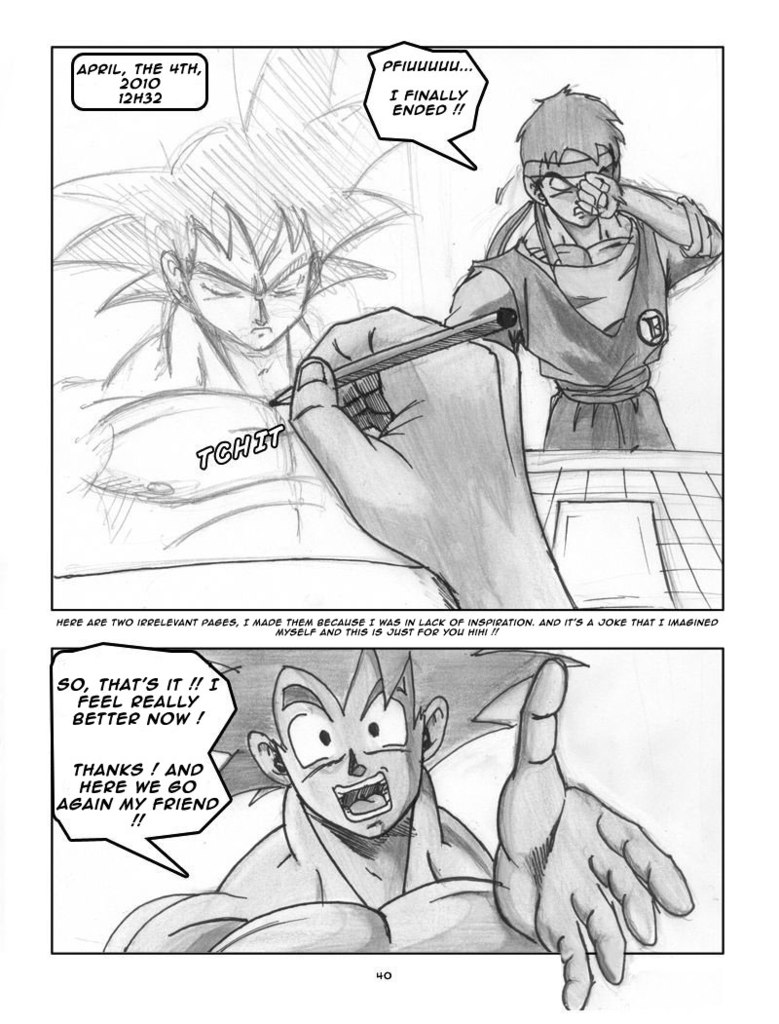 APRIL, THE 4TH,
2010
12H32
PFIUUUUU...
I FINALLY
ENDED !!
TCHIT
HERE ARE TWO IRRELEVANT PAGES, I MADE THEM BECAUSE I WAS IN LACK OF INSPIRATION. AND IT'S A JOKE THAT I IMAGINED
MYSELF AND THIS IS JUST FOR YOU HIHI !!
SO, THAT'S IT !! I
FEEL REALLY
BETTER NOW !
THANKS ! AND
HERE WE GO
AGAIN MY FRIEND
!!
40